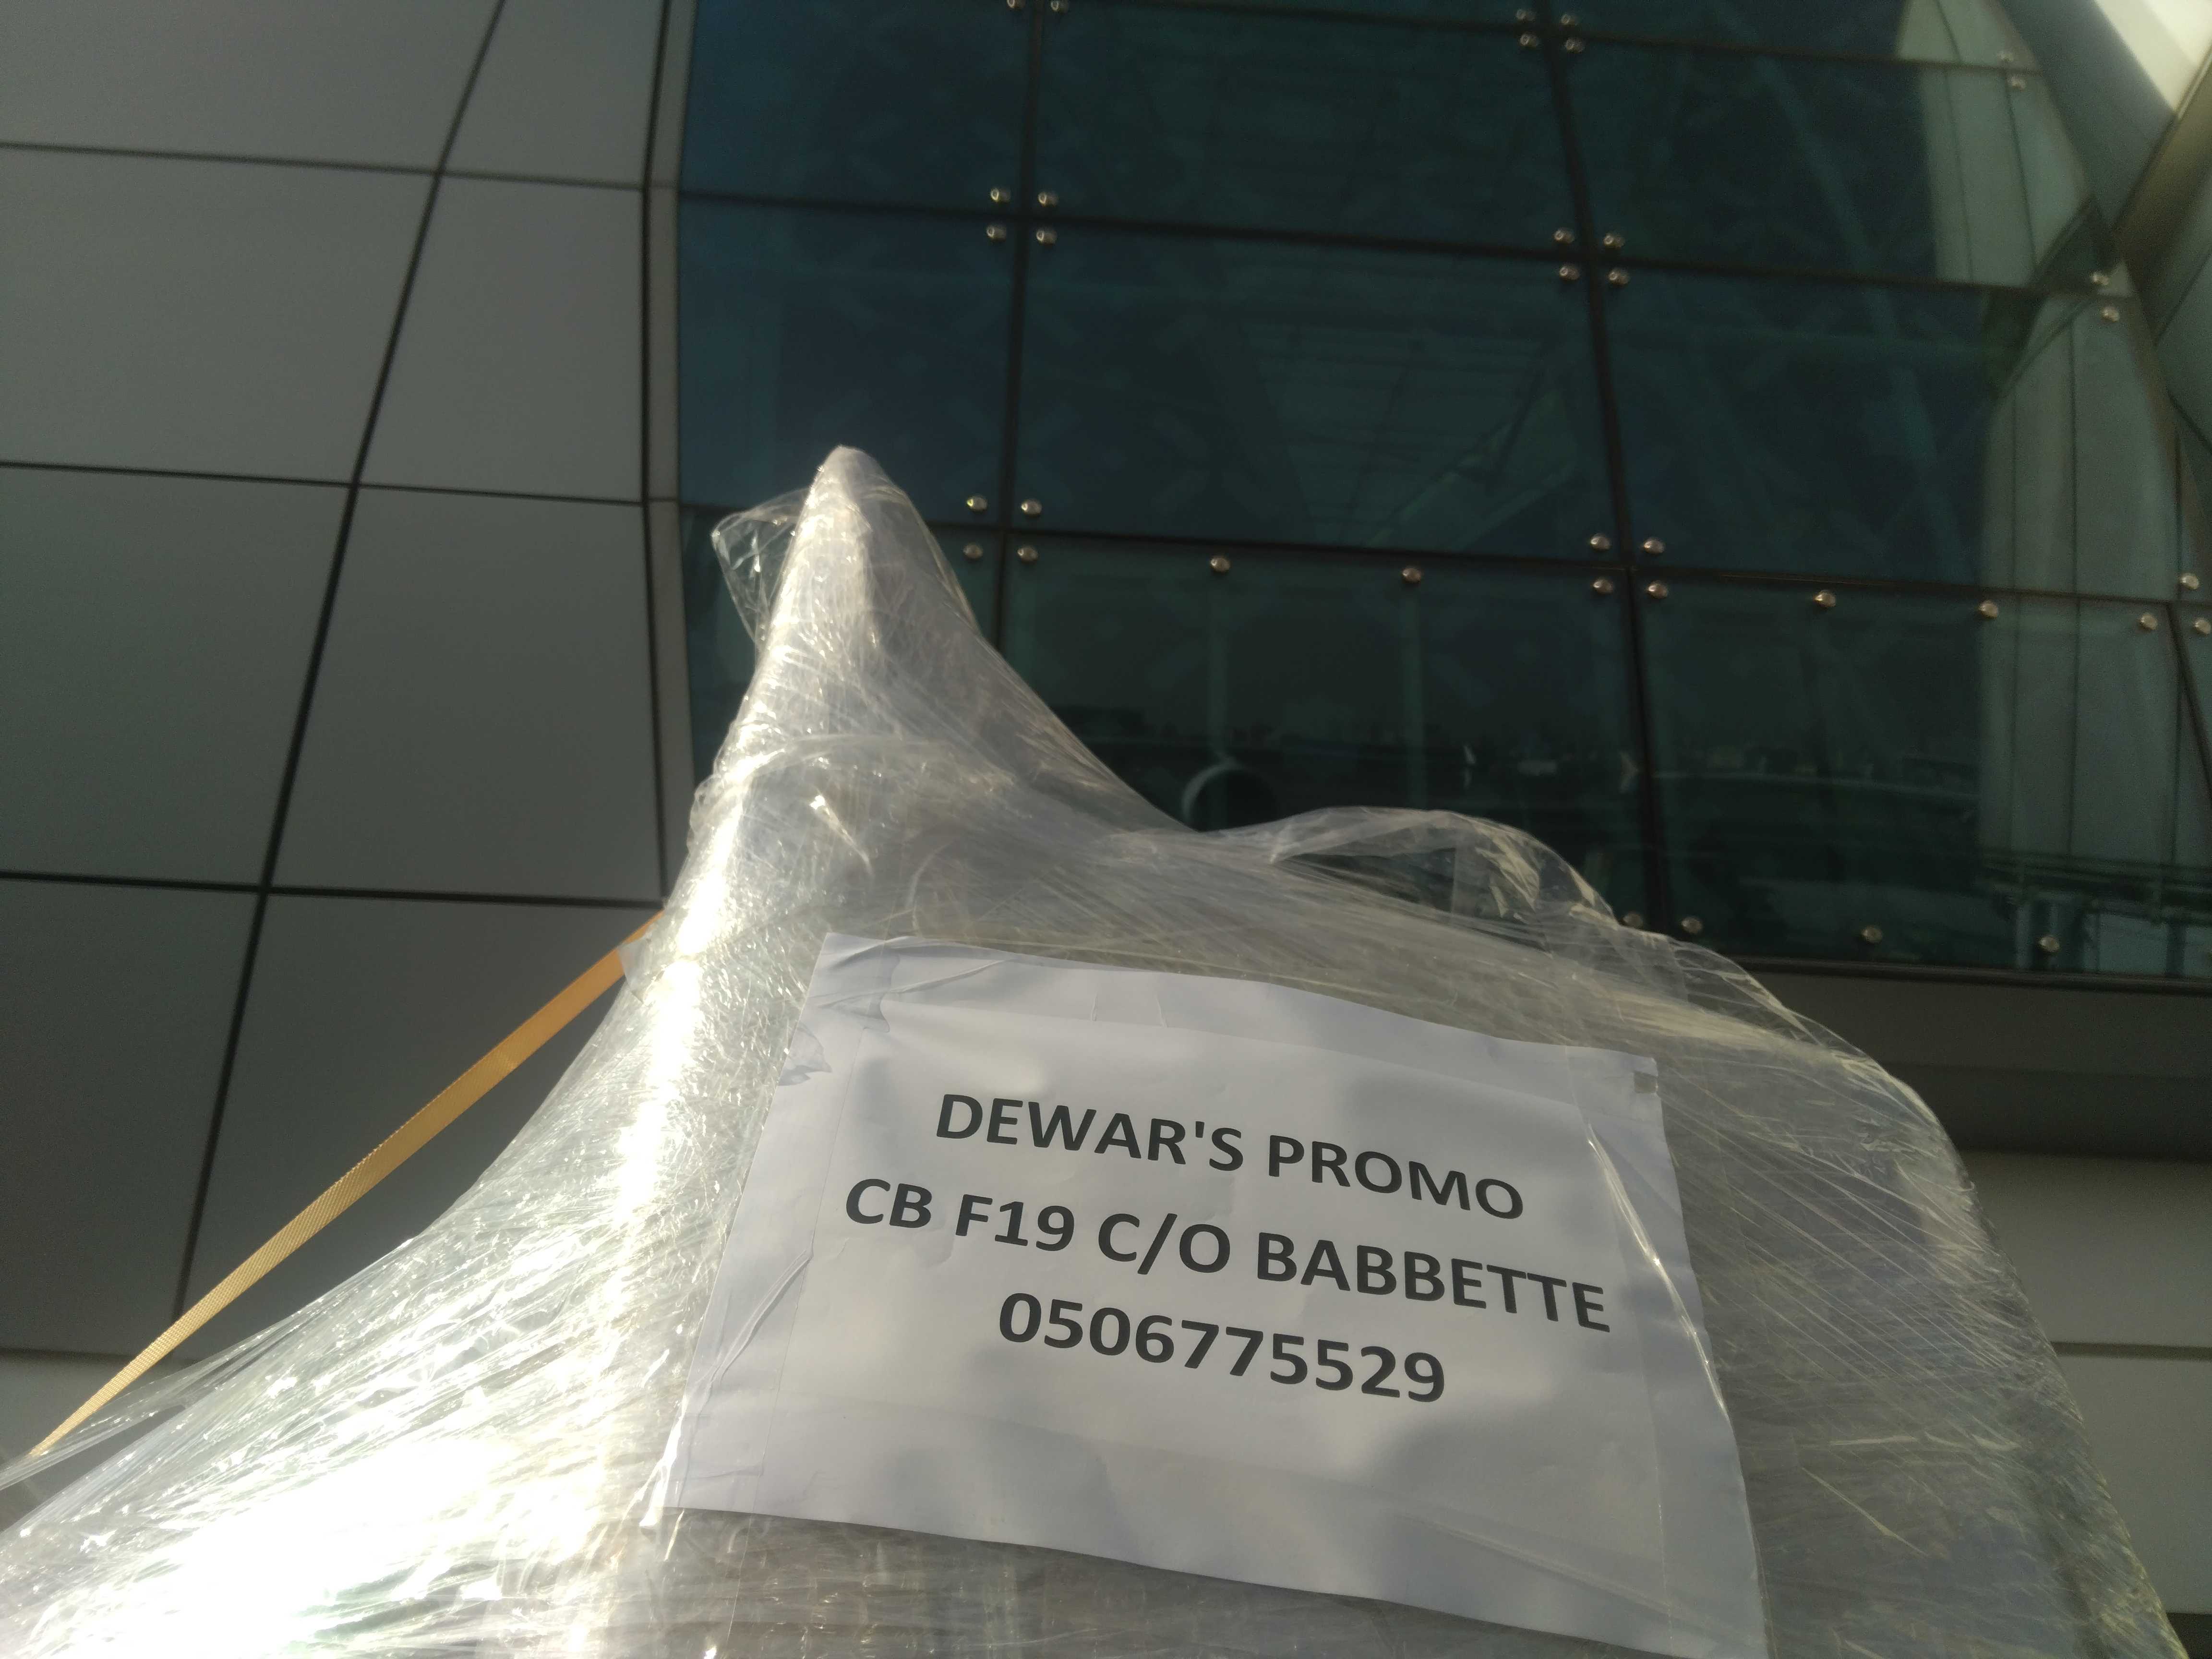 DEWAR'S PROMO
CB F19 C/O BABBETTE
0506775529